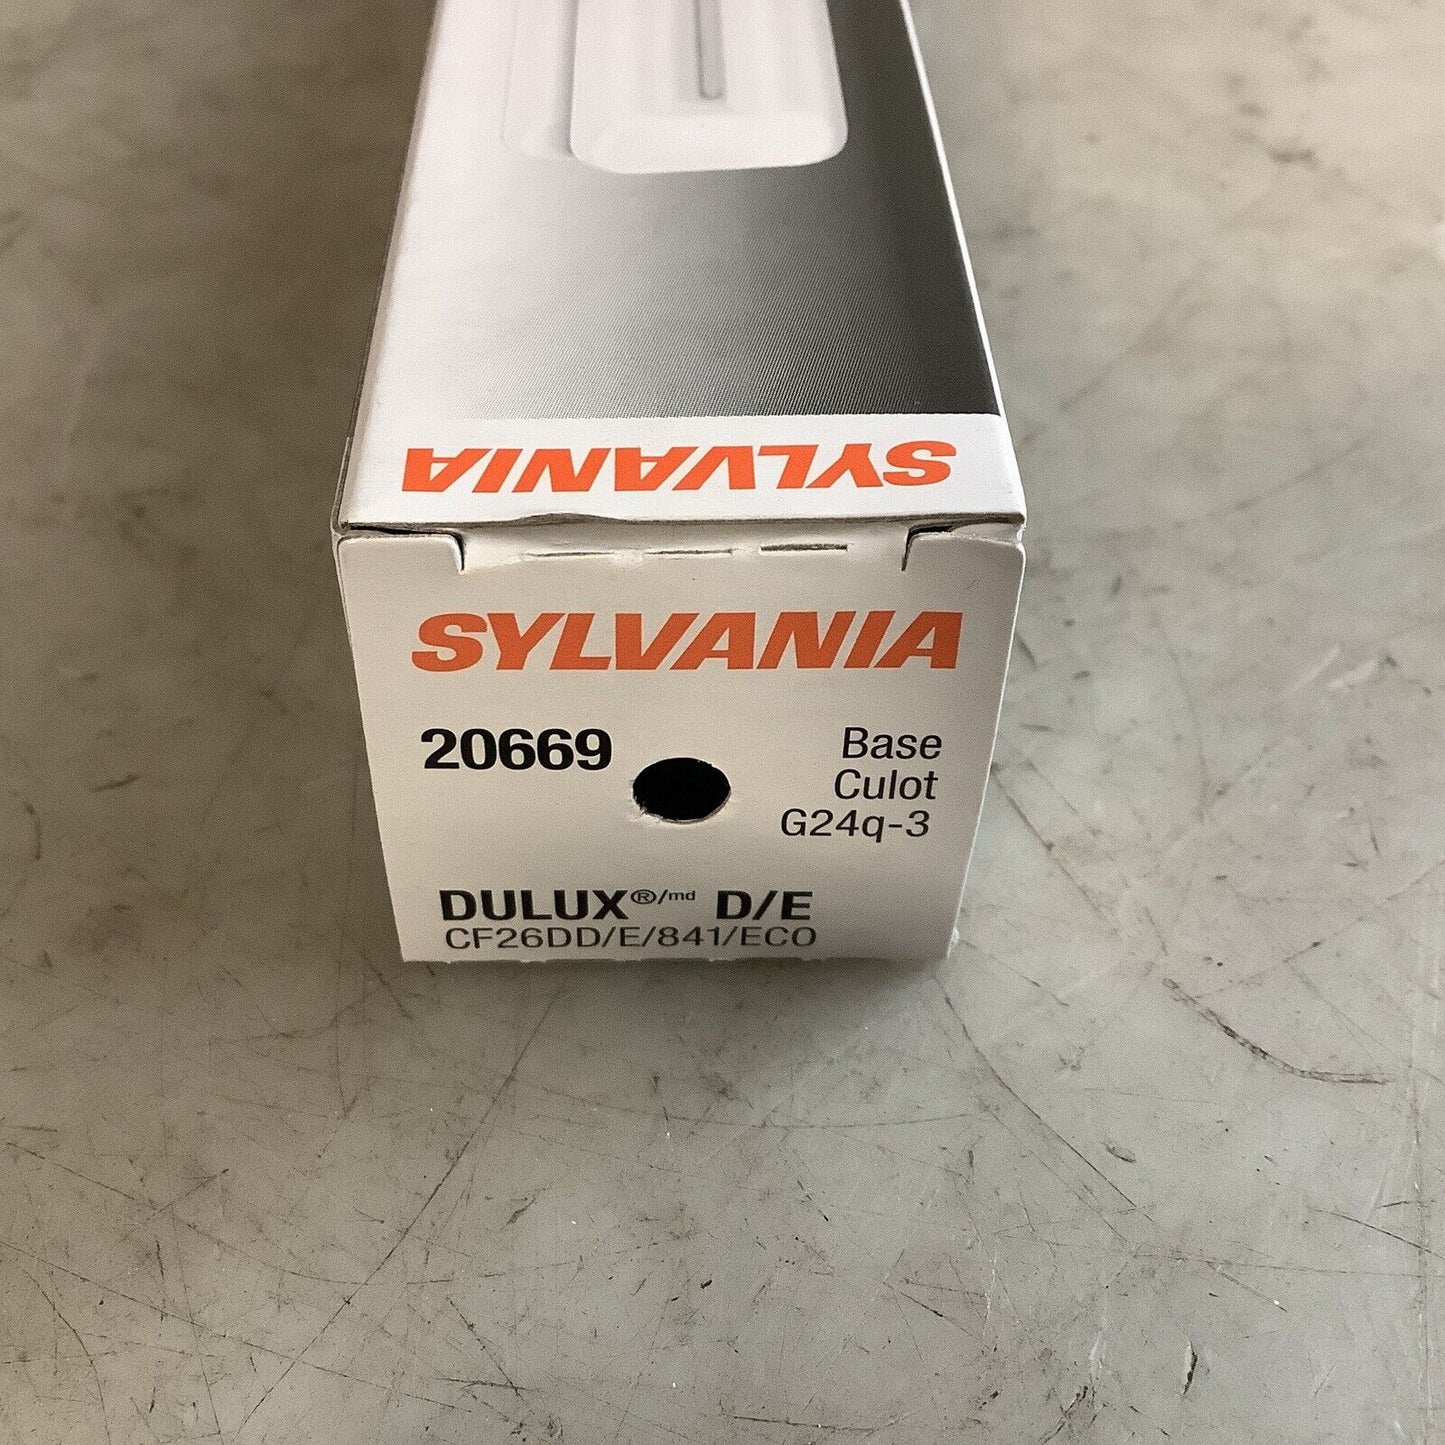 SYLVANIA
SYLVANIA
20669
Base
Culot
G24q-3
DULUX®/md D/E
CF26DD/E/841/ECO